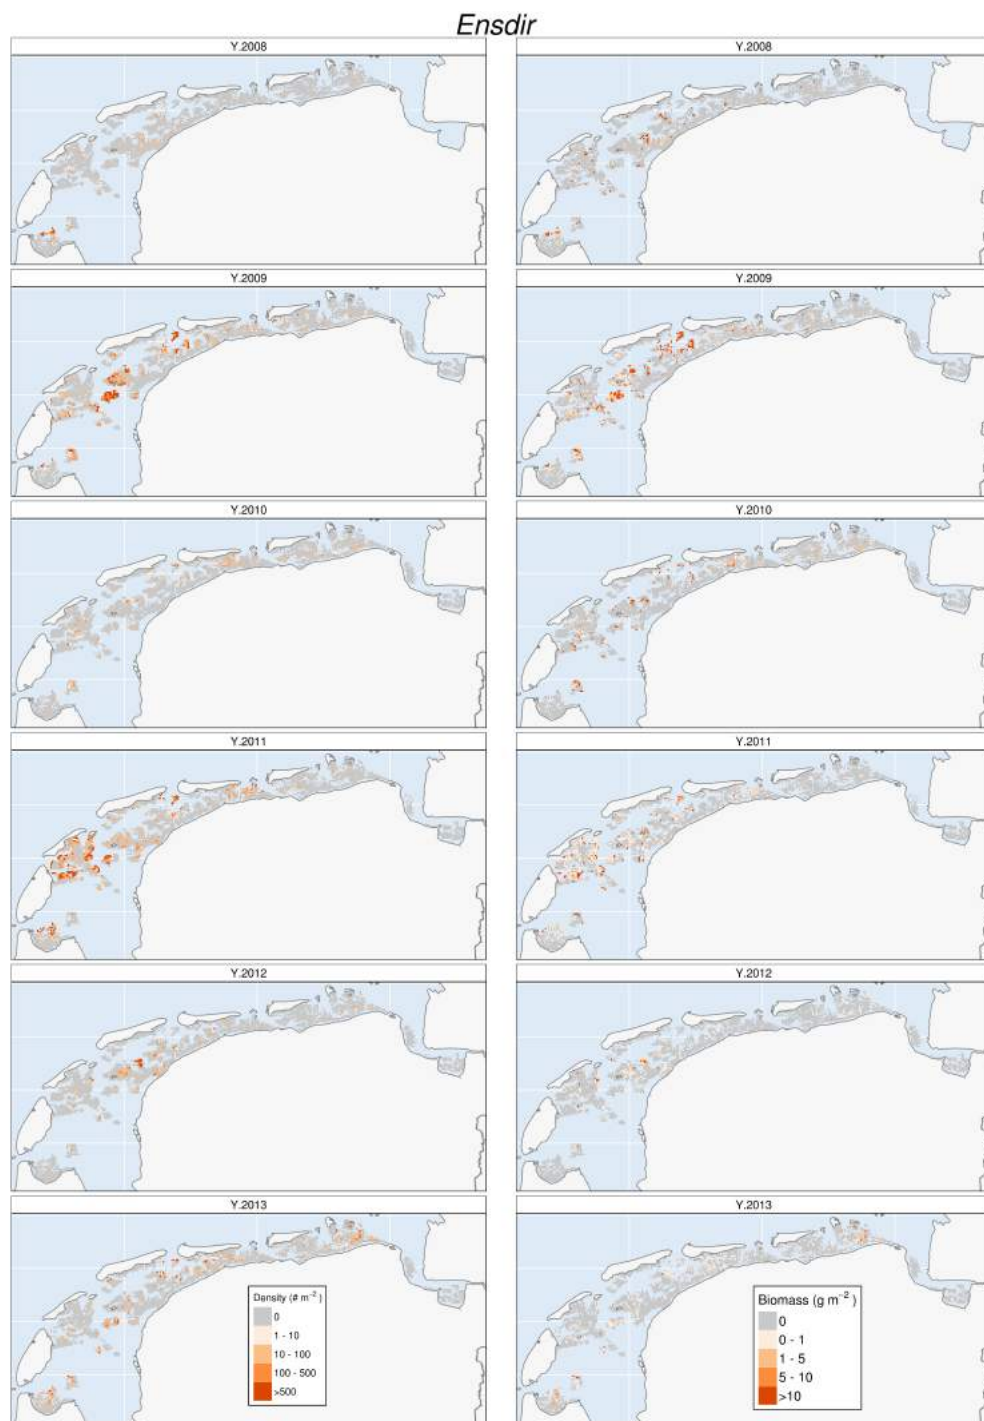 Ensdir
Y.2008
Y.2008
Y.2009
Y.2009
Y.2010
Y.2010
Y.2011
Y.2011
Y.2012
Y.2012
Y.2013
Y.2013
Density (# m⁻²)
0
1 - 10
10 - 100
100 - 500
>500
Biomass (g m⁻²)
0
0 - 1
1 - 5
5 - 10
>10